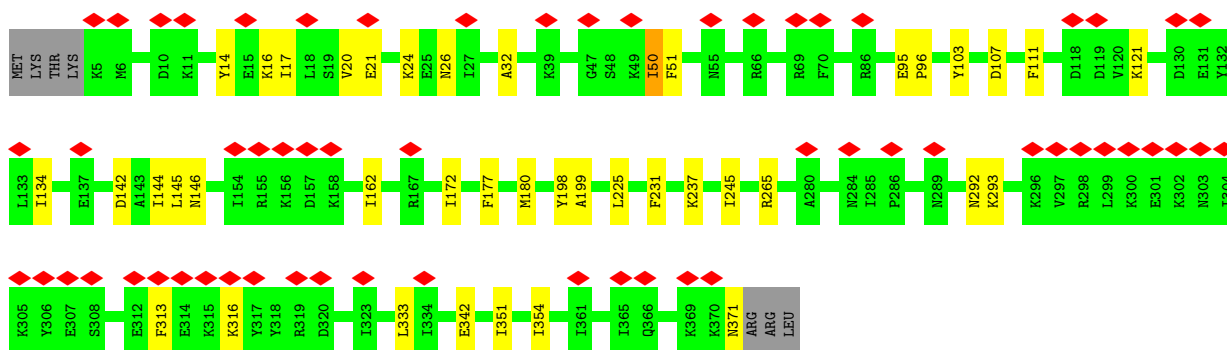 MET LYS THR LYS K5 M6 D10 K11 Y14 E15 K16 I17 L18 S19 V20 E21 K24 E25 N26 I27 A32 K39 G47 S48 K49 I50 F51 N55 R66 R69 F70 R86 E95 P96 Y103 D107 F111 D118 D119 V120 K121 D130 E131 Y132
L133 I134 E137 D142 A143 I144 L145 N146 I154 R155 K156 D157 K158 I162 R167 I172 F177 M180 Y198 A199 L225 F231 K237 I245 R265 A280 N284 I285 P286 N289 N292 K293 K296 V297 R298 L299 K300 E301 K302 N303
K305 Y306 E307 S308 E312 F313 E314 K315 K316 Y317 Y318 R319 D320 I323 L333 I334 E342 I351 I354 I361 I365 Q366 K369 K370 N371 ARG ARG LEU